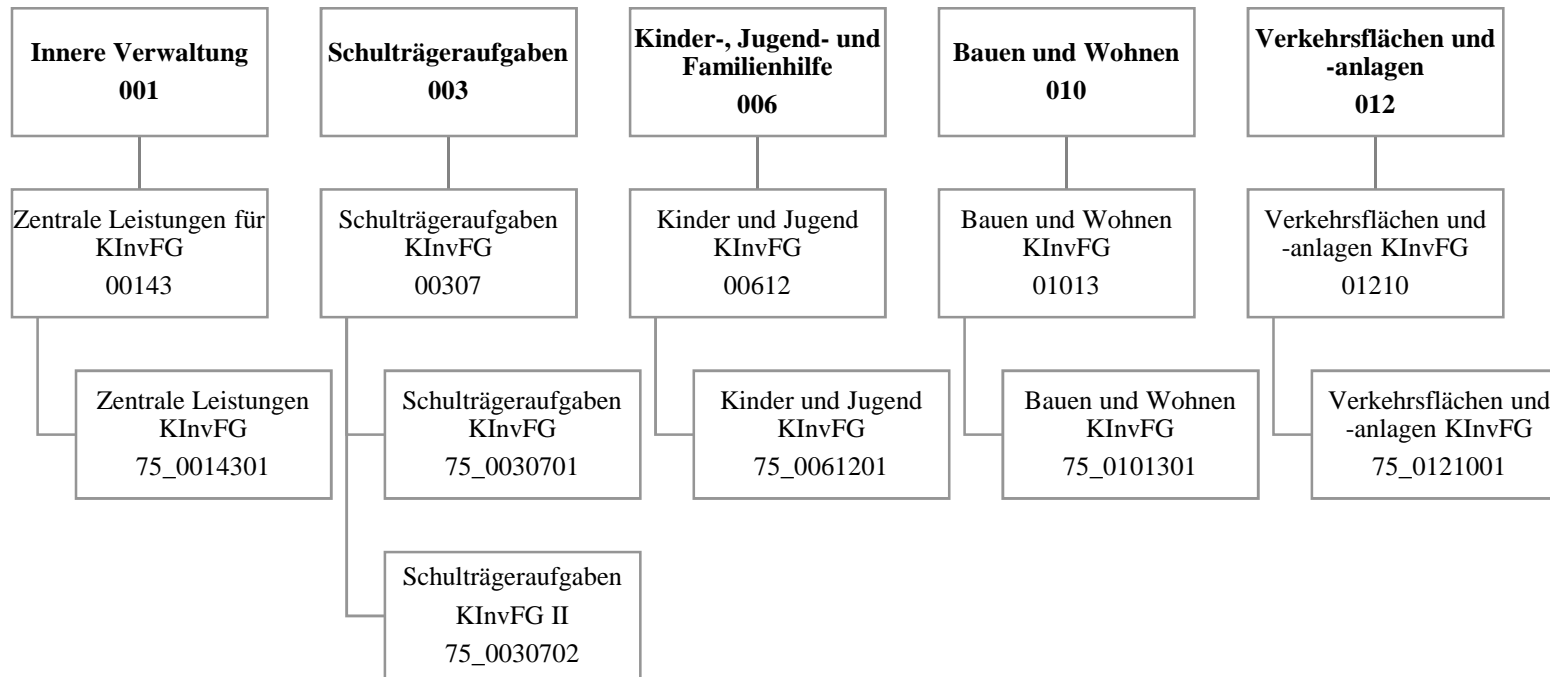 Innere Verwaltung
001
Zentrale Leistungen für
KInvFG
00143
Zentrale Leistungen
KInvFG
75_0014301
Schulträgeraufgaben
003
Schulträgeraufgaben
KInvFG
00307
Schulträgeraufgaben
KInvFG
75_0030701
Schulträgeraufgaben
KInvFG II
75_0030702
Kinder-, Jugend- und
Familienhilfe
006
Kinder und Jugend
KInvFG
00612
Kinder und Jugend
KInvFG
75_0061201
Bauen und Wohnen
010
Bauen und Wohnen
KInvFG
01013
Bauen und Wohnen
KInvFG
75_0101301
Verkehrsflächen und
-anlagen
012
Verkehrsflächen und
-anlagen KInvFG
01210
Verkehrsflächen und
-anlagen KInvFG
75_0121001